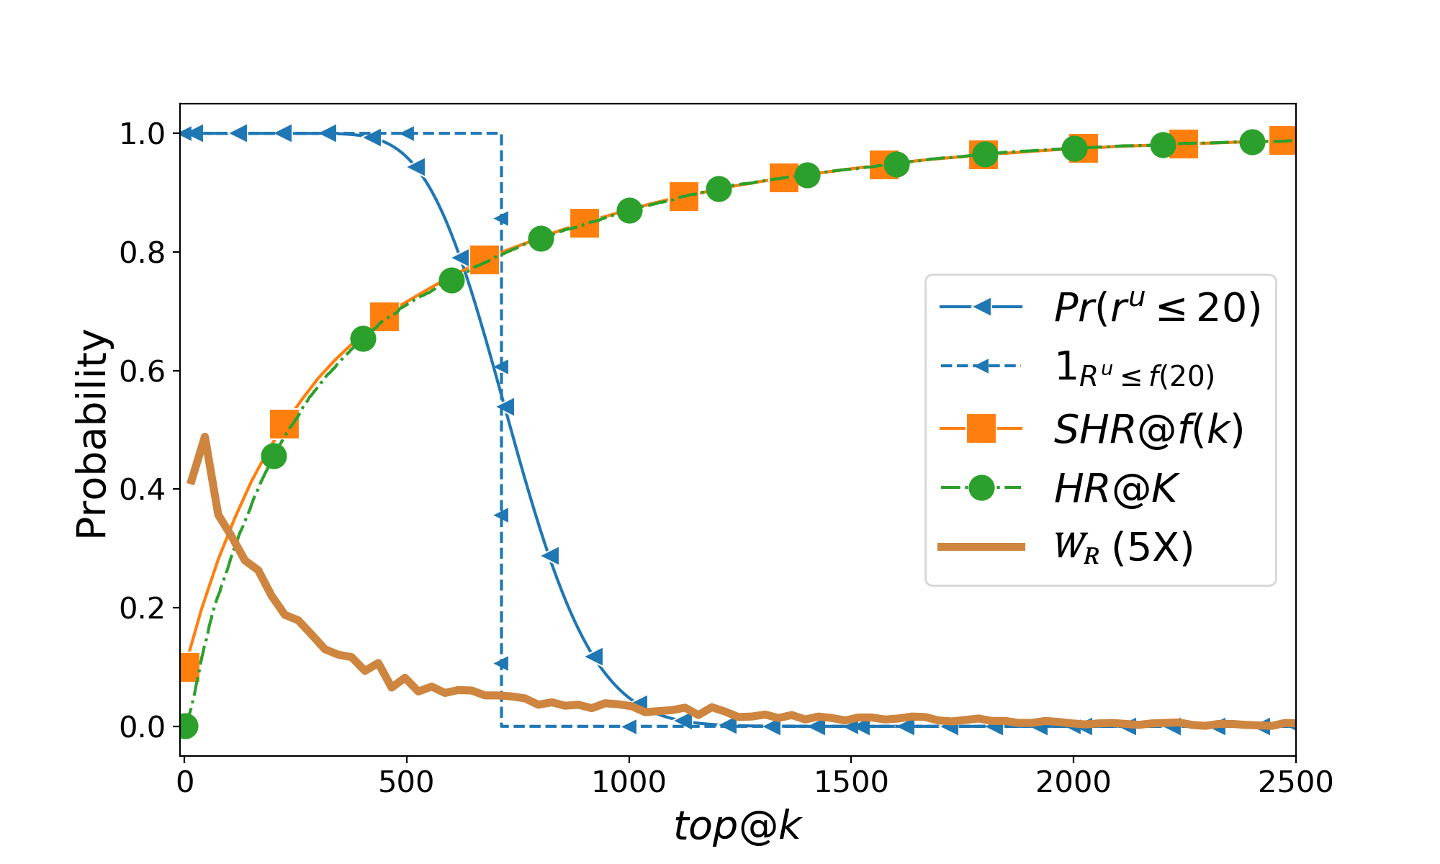 1.0
0.8
0.6
0.4
0.2
0.0
Probability
0 500 1000 1500 2000 2500
top@k
Pr(r^u ≤ 20)
1_{R^u ≤ f(20)}
SHR@f(k)
HR@K
W_R (5X)